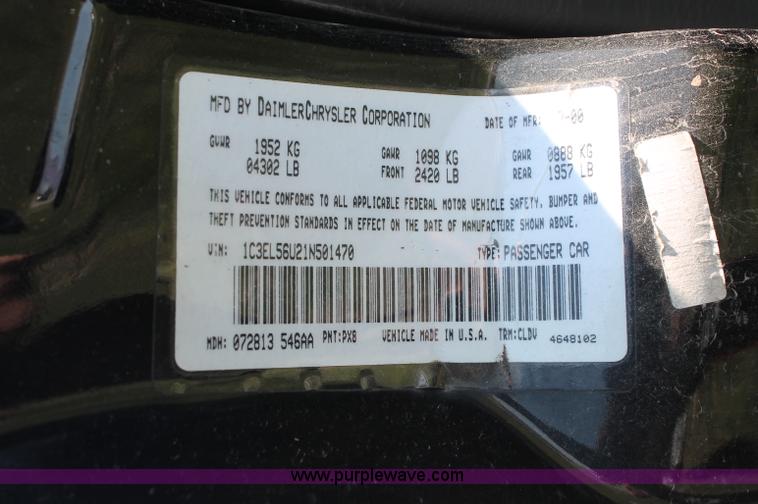 MFD BY DAIMLERCHRYSLER CORPORATION DATE OF MFR: -00
GVWR 1952 KG GAWR 1098 KG GAWR 0888 KG
04302 LB FRONT 2420 LB REAR 1957 LB
THIS VEHICLE CONFORMS TO ALL APPLICABLE FEDERAL MOTOR VEHICLE SAFETY, BUMPER AND
THEFT PREVENTION STANDARDS IN EFFECT ON THE DATE OF MANUFACTURE SHOWN ABOVE.
VIN: 1C3EL56U21N501470 TYPE: PASSENGER CAR
MDH: 072813 546AA PNT:PX8 VEHICLE MADE IN U.S.A. TRM:CLDV 4648102
www.purplewave.com